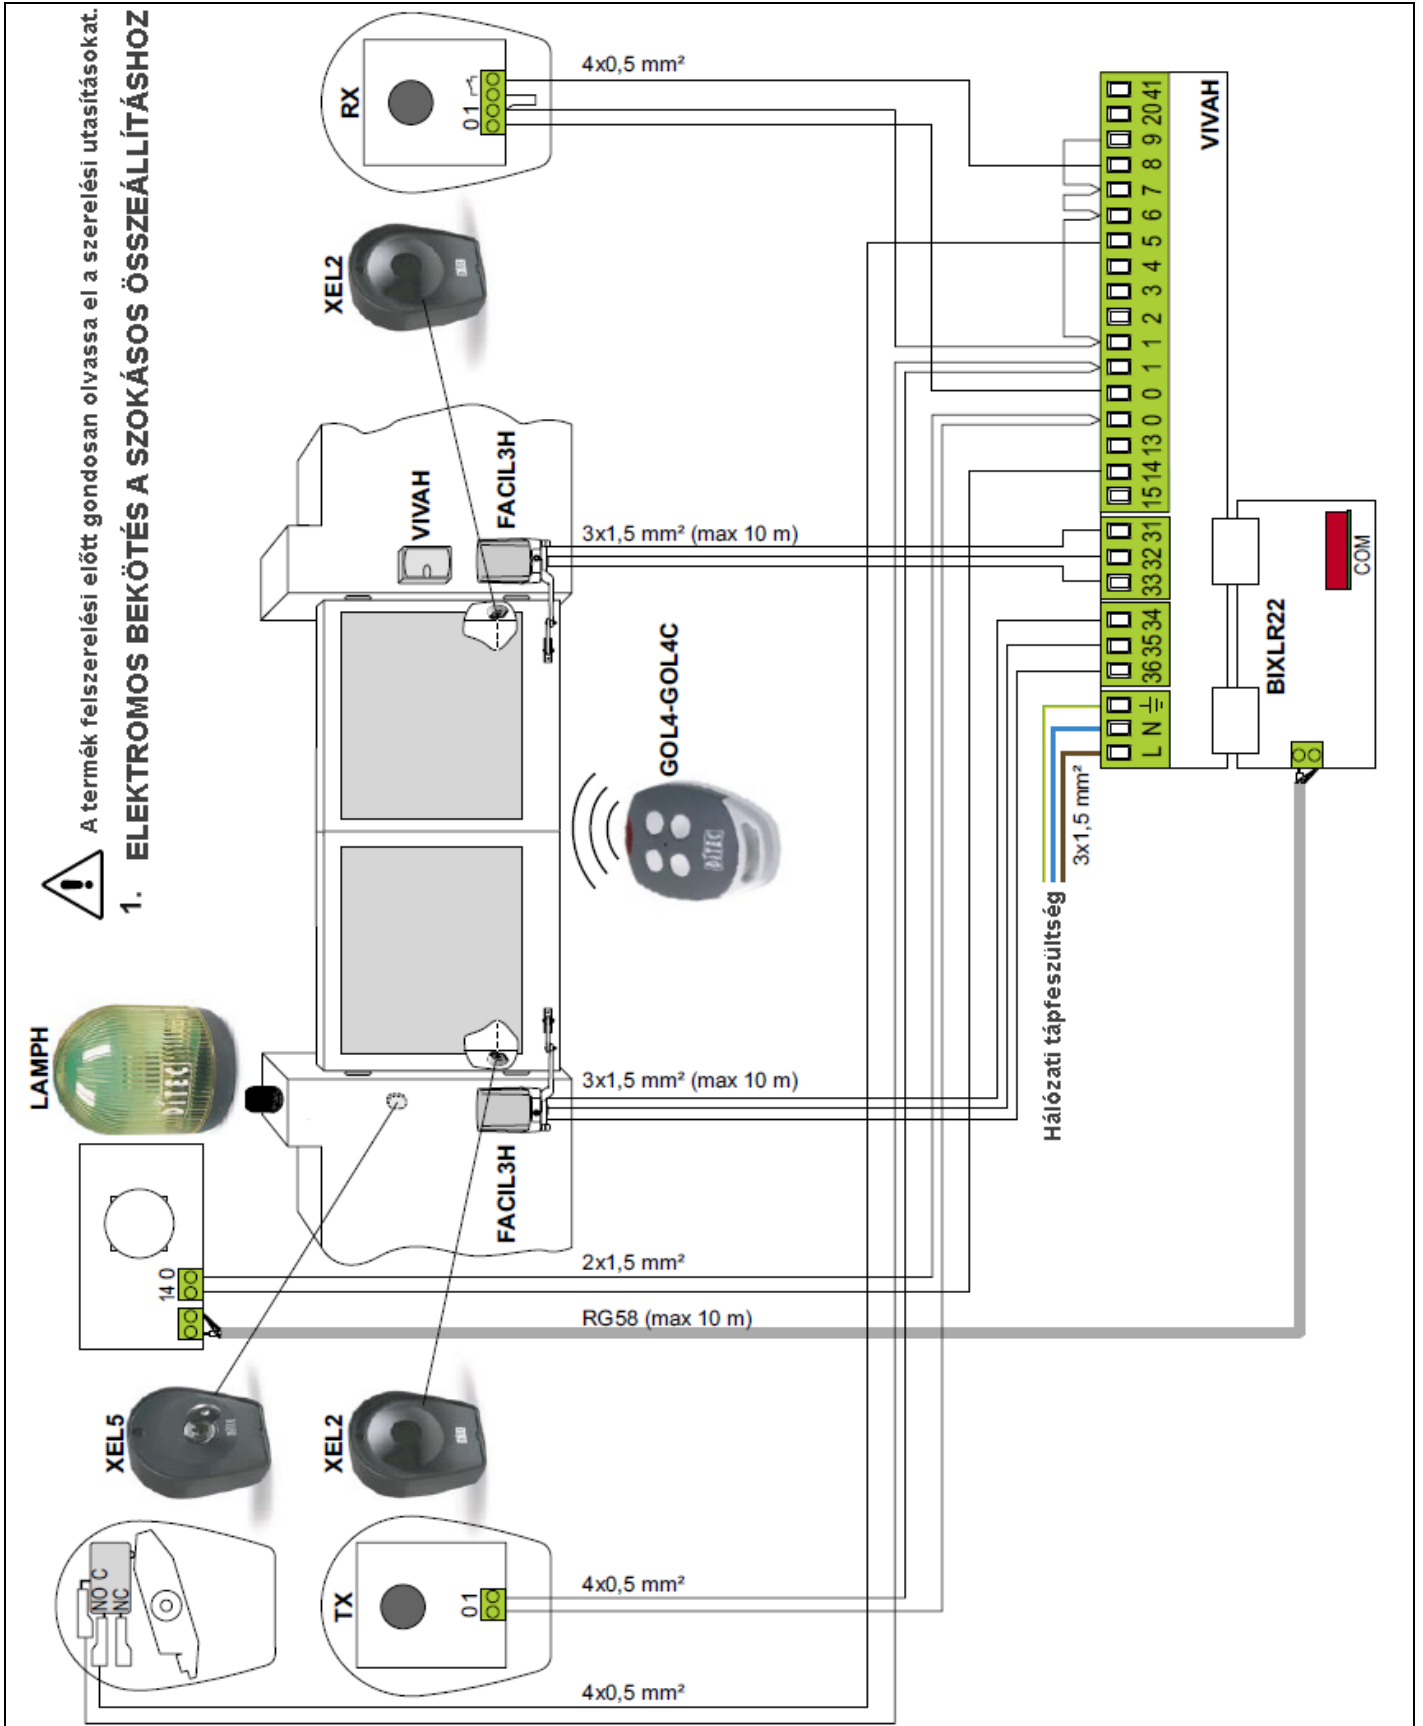 A termék felszerelési előtt gondosan olvassa el a szerelési utasításokat.
1. ELEKTROMOS BEKÖTÉS A SZOKÁSOS ÖSSZEÁLLÍTÁSHOZ
LAMPH
DITEC
14 0
XEL5
DITEC
NO C
NC
XEL2
TX
0 1
4x0,5 mm²
4x0,5 mm²
RG58 (max 10 m)
2x1,5 mm²
FACIL3H
3x1,5 mm² (max 10 m)
GOL4-GOL4C
DITEC
VIVAH
FACIL3H
3x1,5 mm² (max 10 m)
XEL2
RX
0 1
4x0,5 mm²
Hálózati tápfeszültség
3x1,5 mm²
L N
36 35 34
33 32 31
15 14 13 0 0 1 1 2 3 4 5 6 7 8 9 20 41
VIVAH
BIXLR22
COM